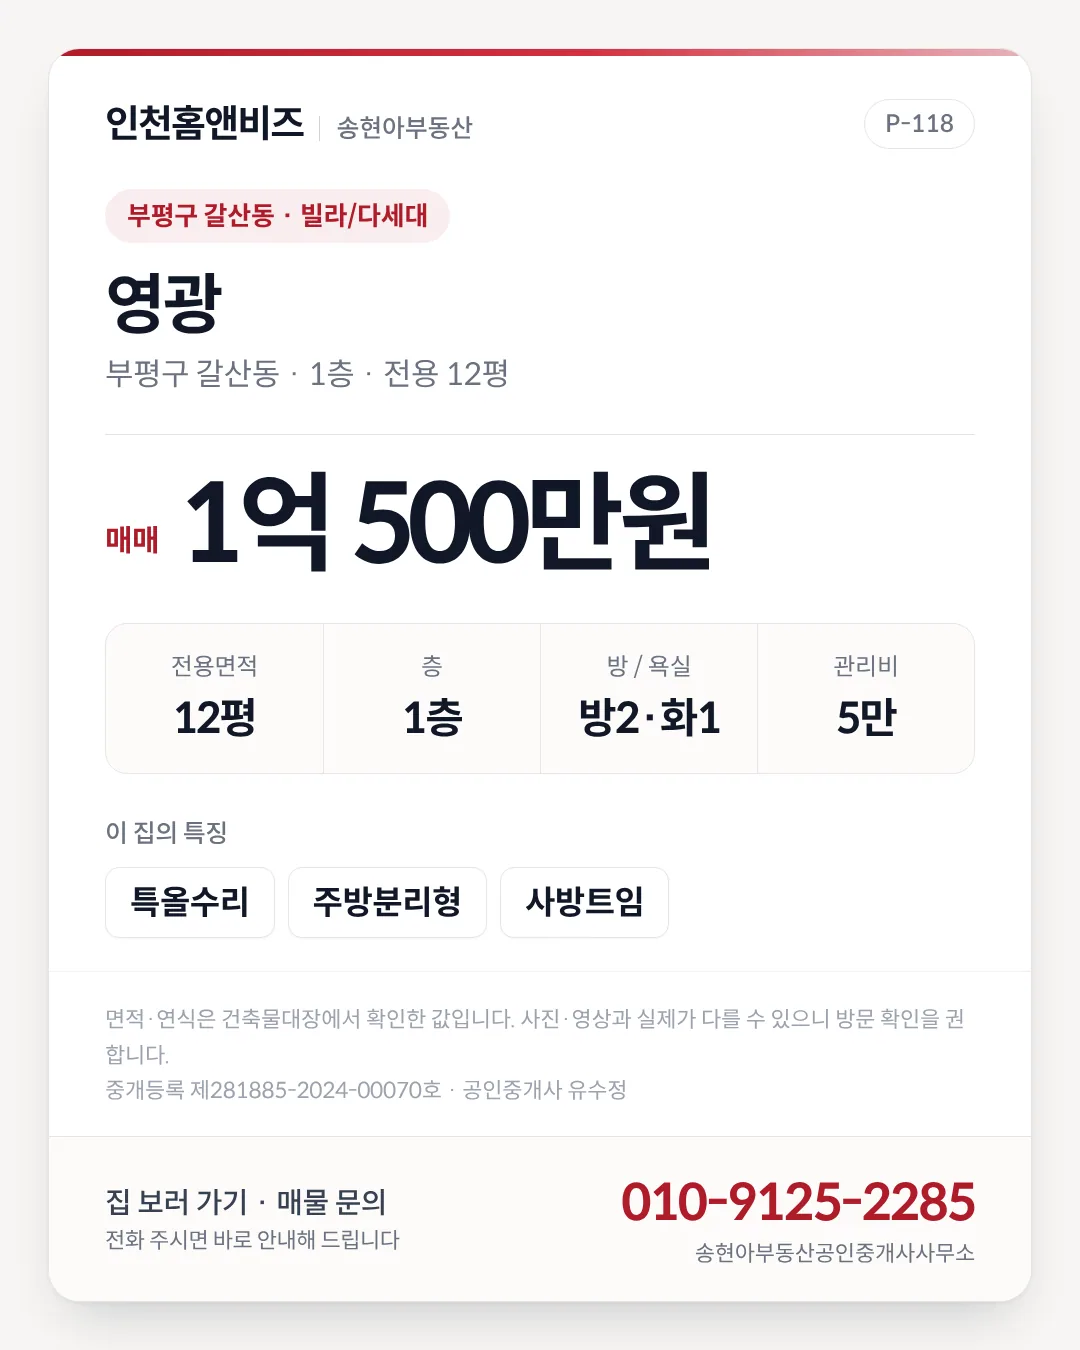 인천홈앤비즈 송현아부동산 P-118
부평구 갈산동 · 빌라/다세대
영광
부평구 갈산동 · 1층 · 전용 12평
매매 1억 500만원
전용면적 층 방 / 욕실 관리비
12평 1층 방2·화1 5만
이 집의 특징
특올수리 주방분리형 사방트임
면적·연식은 건축물대장에서 확인한 값입니다. 사진·영상과 실제가 다를 수 있으니 방문 확인을 권
합니다.
중개등록 제281885-2024-00070호 · 공인중개사 유수정
집 보러 가기 · 매물 문의 010-9125-2285
전화 주시면 바로 안내해 드립니다 송현아부동산공인중개사사무소